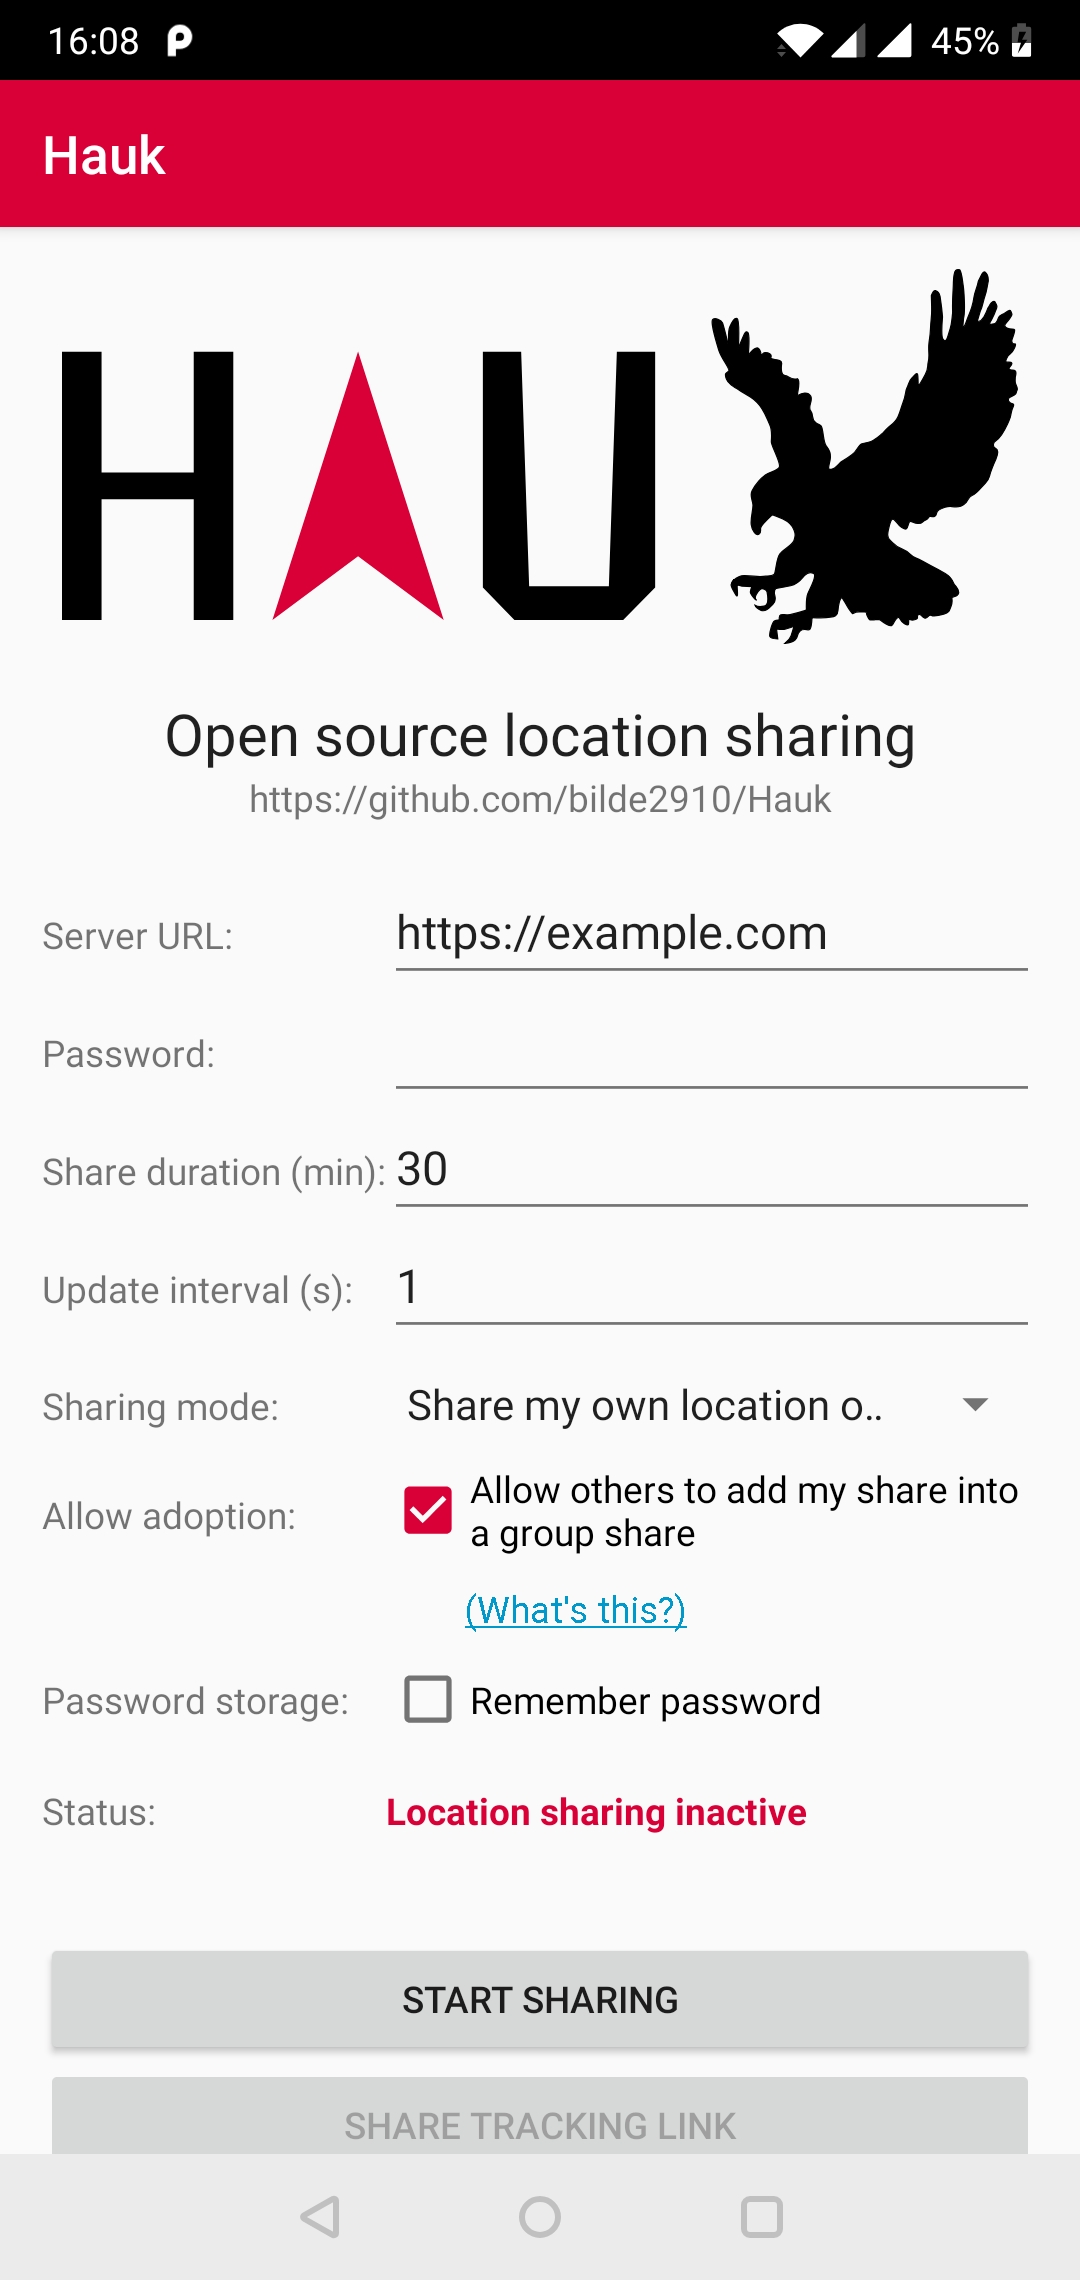 16:08
45%
Hauk
HAU
Open source location sharing
https://github.com/bilde2910/Hauk
Server URL: https://example.com
Password:
Share duration (min): 30
Update interval (s): 1
Sharing mode: Share my own location o..
Allow adoption: Allow others to add my share into
a group share
(What's this?)
Password storage: Remember password
Status: Location sharing inactive
START SHARING
SHARE TRACKING LINK